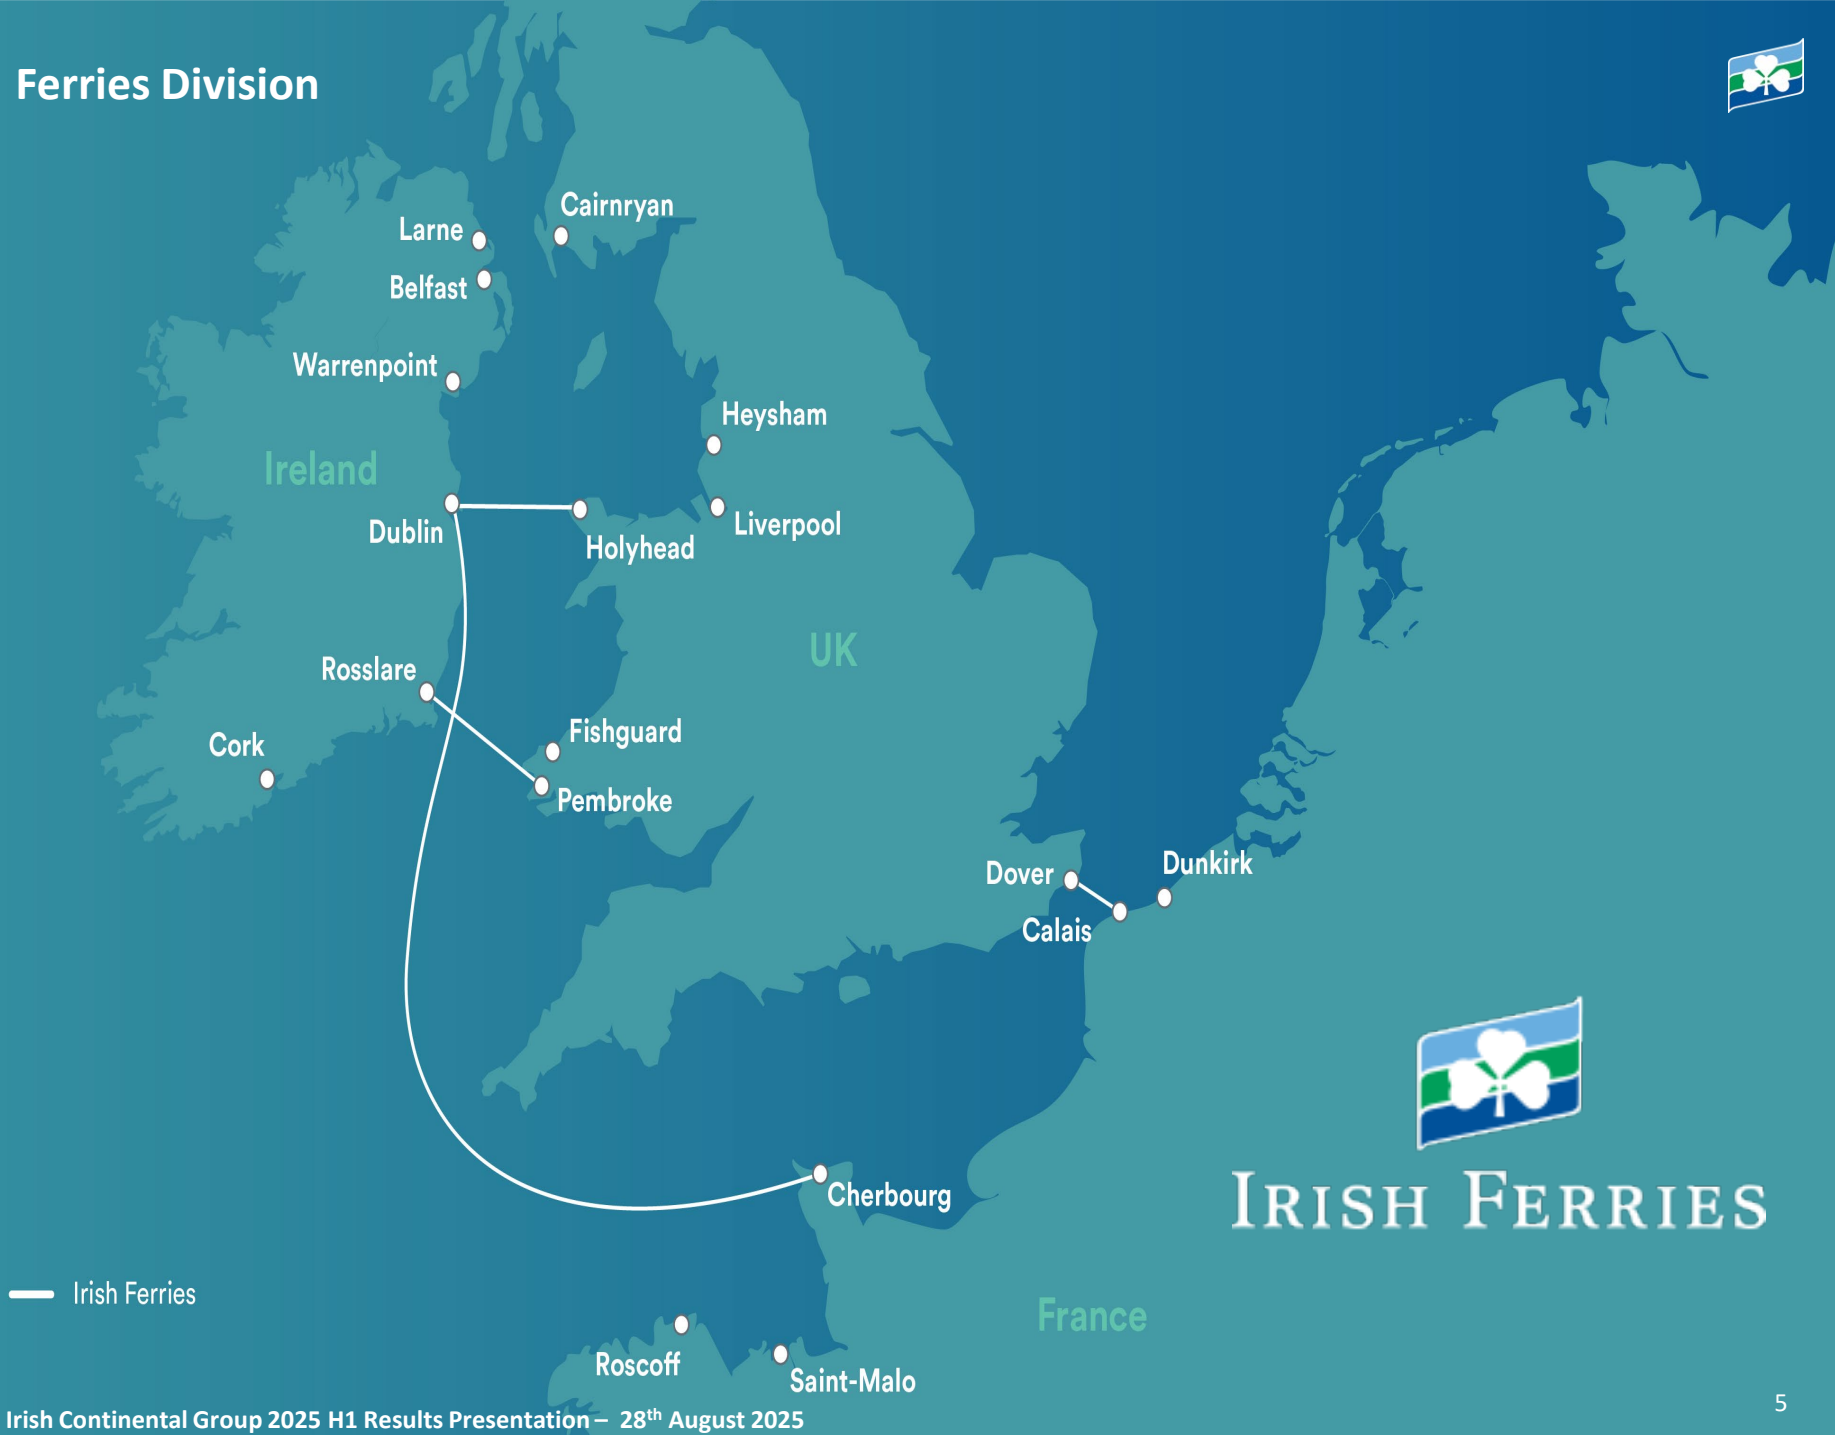 Ferries Division
Cairnryan
Larne
Belfast
Warrenpoint
Heysham
Ireland
Dublin
Holyhead
Liverpool
UK
Rosslare
Fishguard
Cork
Pembroke
Dover
Dunkirk
Calais
Cherbourg
IRISH FERRIES
Irish Ferries
France
Roscoff
Saint-Malo
Irish Continental Group 2025 H1 Results Presentation – 28th August 2025
5